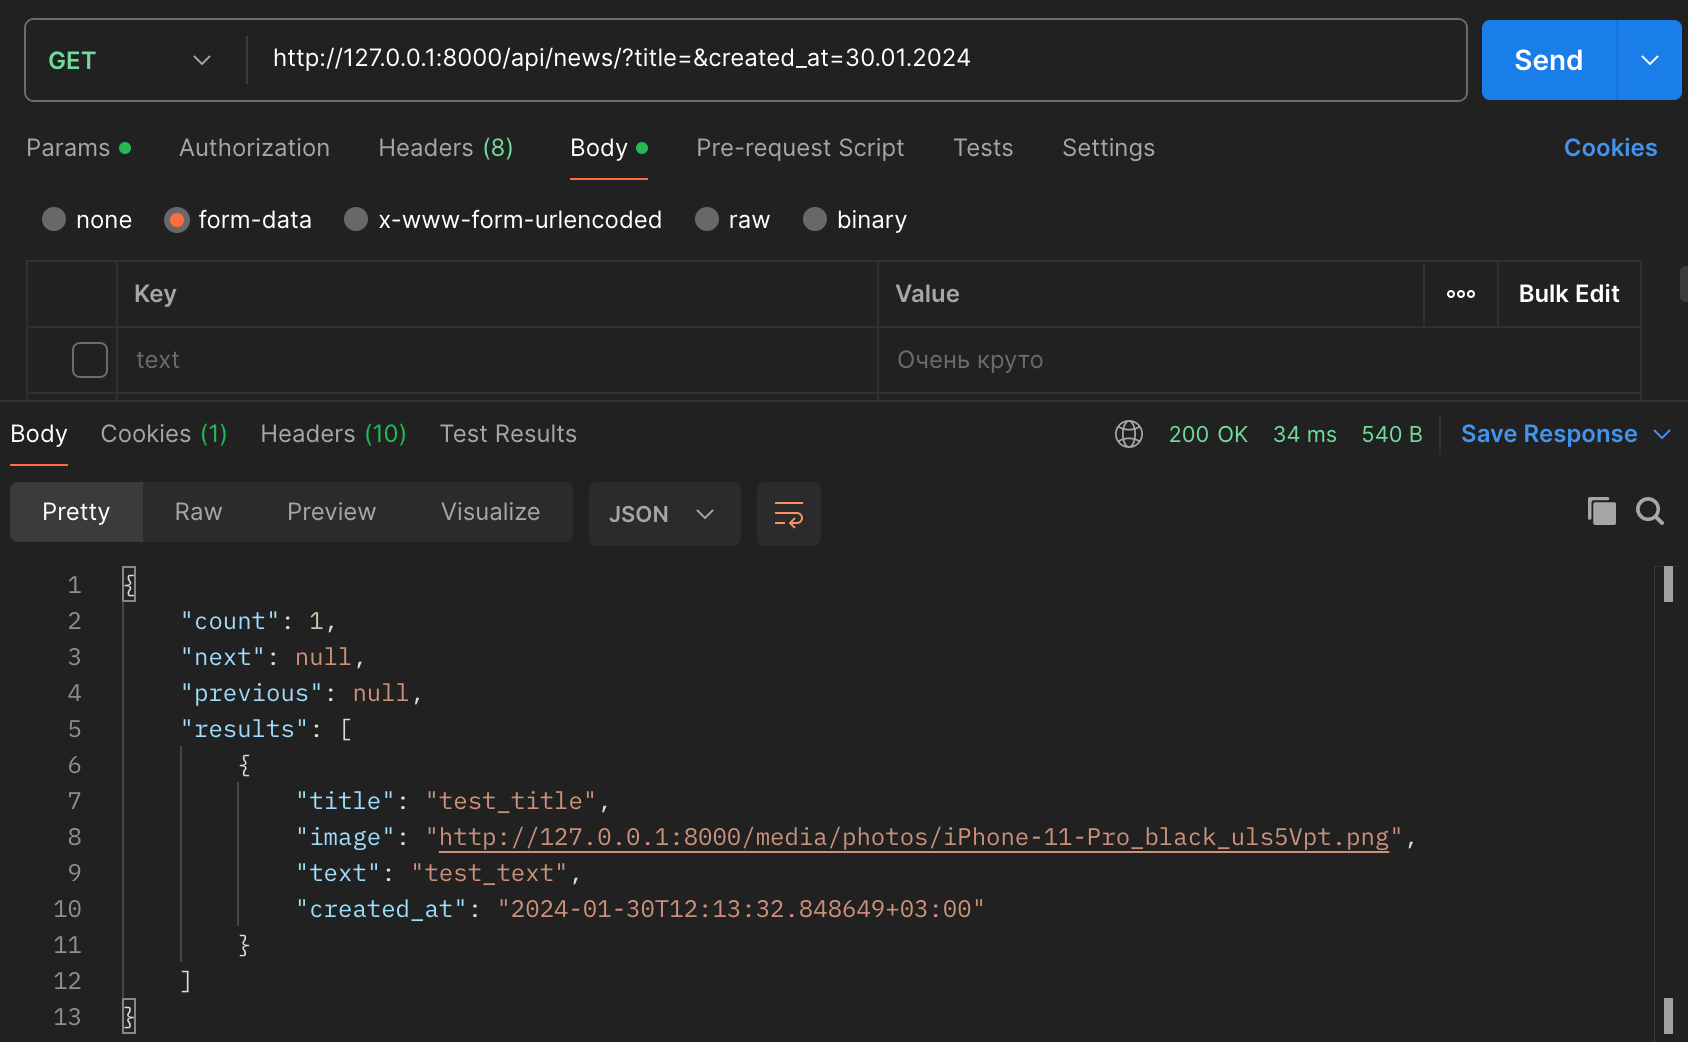 GET http://127.0.0.1:8000/api/news/?title=&created_at=30.01.2024 Send
Params Authorization Headers (8) Body Pre-request Script Tests Settings Cookies
none form-data x-www-form-urlencoded raw binary
Key Value ooo Bulk Edit
text Очень круто
Body Cookies (1) Headers (10) Test Results 200 OK 34 ms 540 B Save Response
Pretty Raw Preview Visualize JSON
1 {
2 "count": 1,
3 "next": null,
4 "previous": null,
5 "results": [
6 {
7 "title": "test_title",
8 "image": "http://127.0.0.1:8000/media/photos/iPhone-11-Pro_black_uls5Vpt.png",
9 "text": "test_text",
10 "created_at": "2024-01-30T12:13:32.848649+03:00"
11 }
12 ]
13 }